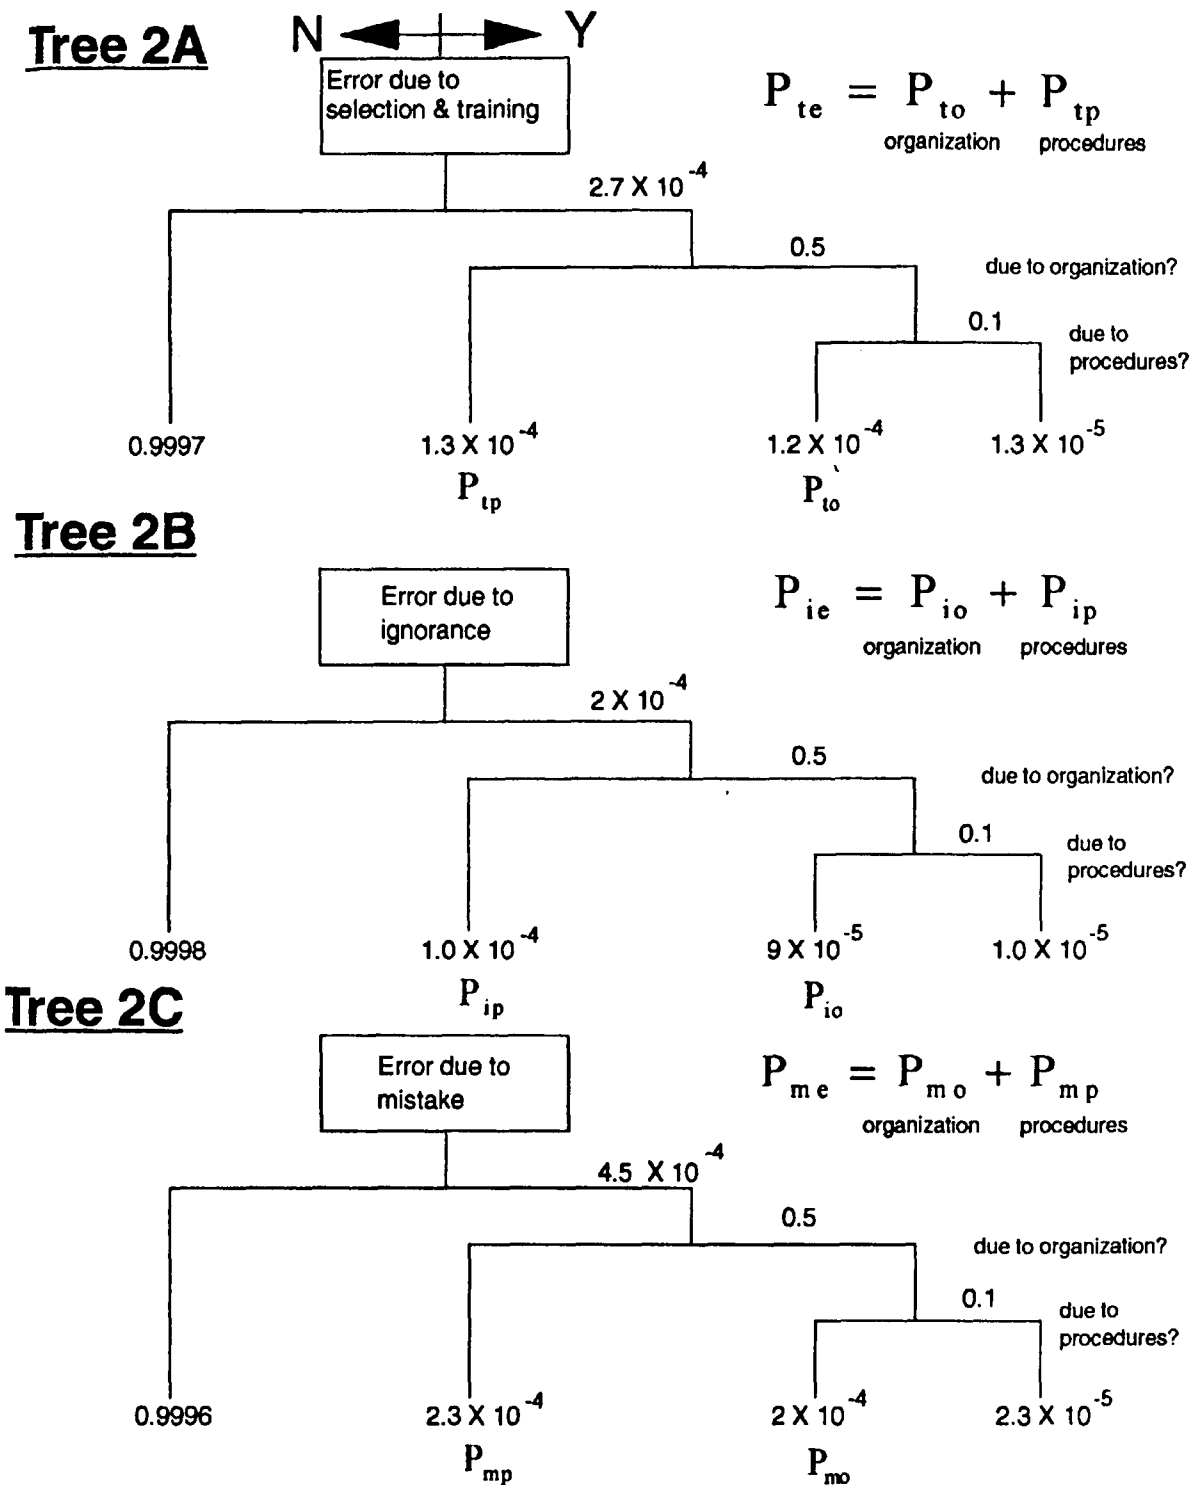 Tree 2A
N Y
Error due to
selection & training
P te = P to + P tp
organization procedures
2.7 X 10 -4
0.5
due to organization?
0.1
due to
procedures?
0.9997
1.3 X 10 -4
1.2 X 10 -4
1.3 X 10 -5
P tp
P to
Tree 2B
Error due to
ignorance
P ie = P io + P ip
organization procedures
2 X 10 -4
0.5
due to organization?
0.1
due to
procedures?
0.9998
1.0 X 10 -4
9 X 10 -5
1.0 X 10 -5
P ip
P io
Tree 2C
Error due to
mistake
P me = P mo + P mp
organization procedures
4.5 X 10 -4
0.5
due to organization?
0.1
due to
procedures?
0.9996
2.3 X 10 -4
2 X 10 -4
2.3 X 10 -5
P mp
P mo